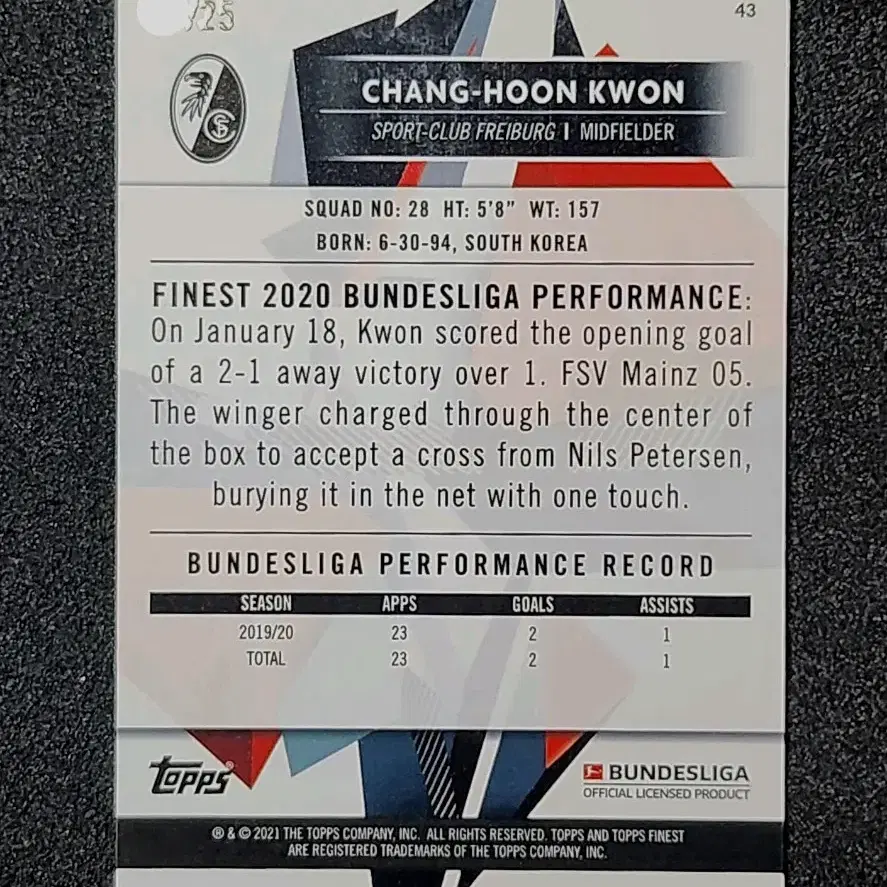 /25
43
CHANG-HOON KWON
SPORT-CLUB FREIBURG | MIDFIELDER
SQUAD NO: 28 HT: 5'8" WT: 157
BORN: 6-30-94, SOUTH KOREA
FINEST 2020 BUNDESLIGA PERFORMANCE:
On January 18, Kwon scored the opening goal
of a 2-1 away victory over 1. FSV Mainz 05.
The winger charged through the center of
the box to accept a cross from Nils Petersen,
burying it in the net with one touch.
BUNDESLIGA PERFORMANCE RECORD
SEASON APPS GOALS ASSISTS
2019/20 23 2 1
TOTAL 23 2 1
topps
BUNDESLIGA
OFFICIAL LICENSED PRODUCT
® & © 2021 THE TOPPS COMPANY, INC. ALL RIGHTS RESERVED. TOPPS AND TOPPS FINEST
ARE REGISTERED TRADEMARKS OF THE TOPPS COMPANY, INC.